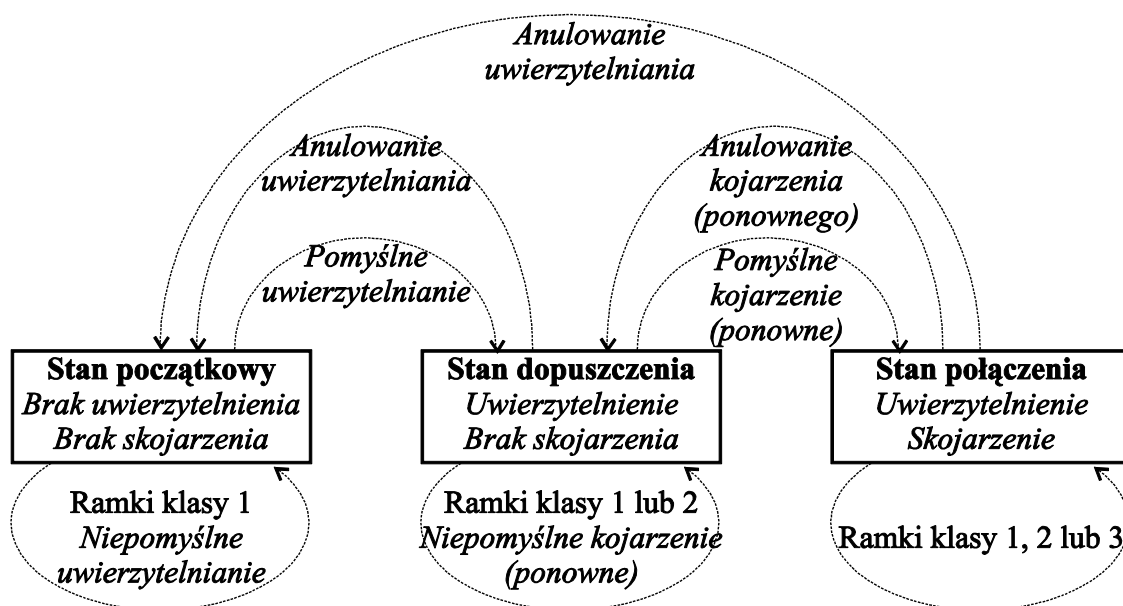 Anulowanie
uwierzytelniania
Anulowanie
uwierzytelniania
Anulowanie
kojarzenia
(ponownego)
Pomyślne
uwierzytelnianie
Pomyślne
kojarzenie
(ponowne)
Stan początkowy
Brak uwierzytelnienia
Brak skojarzenia
Stan dopuszczenia
Uwierzytelnienie
Brak skojarzenia
Stan połączenia
Uwierzytelnienie
Skojarzenie
Ramki klasy 1
Niepomyślne
uwierzytelnianie
Ramki klasy 1 lub 2
Niepomyślne kojarzenie
(ponowne)
Ramki klasy 1, 2 lub 3